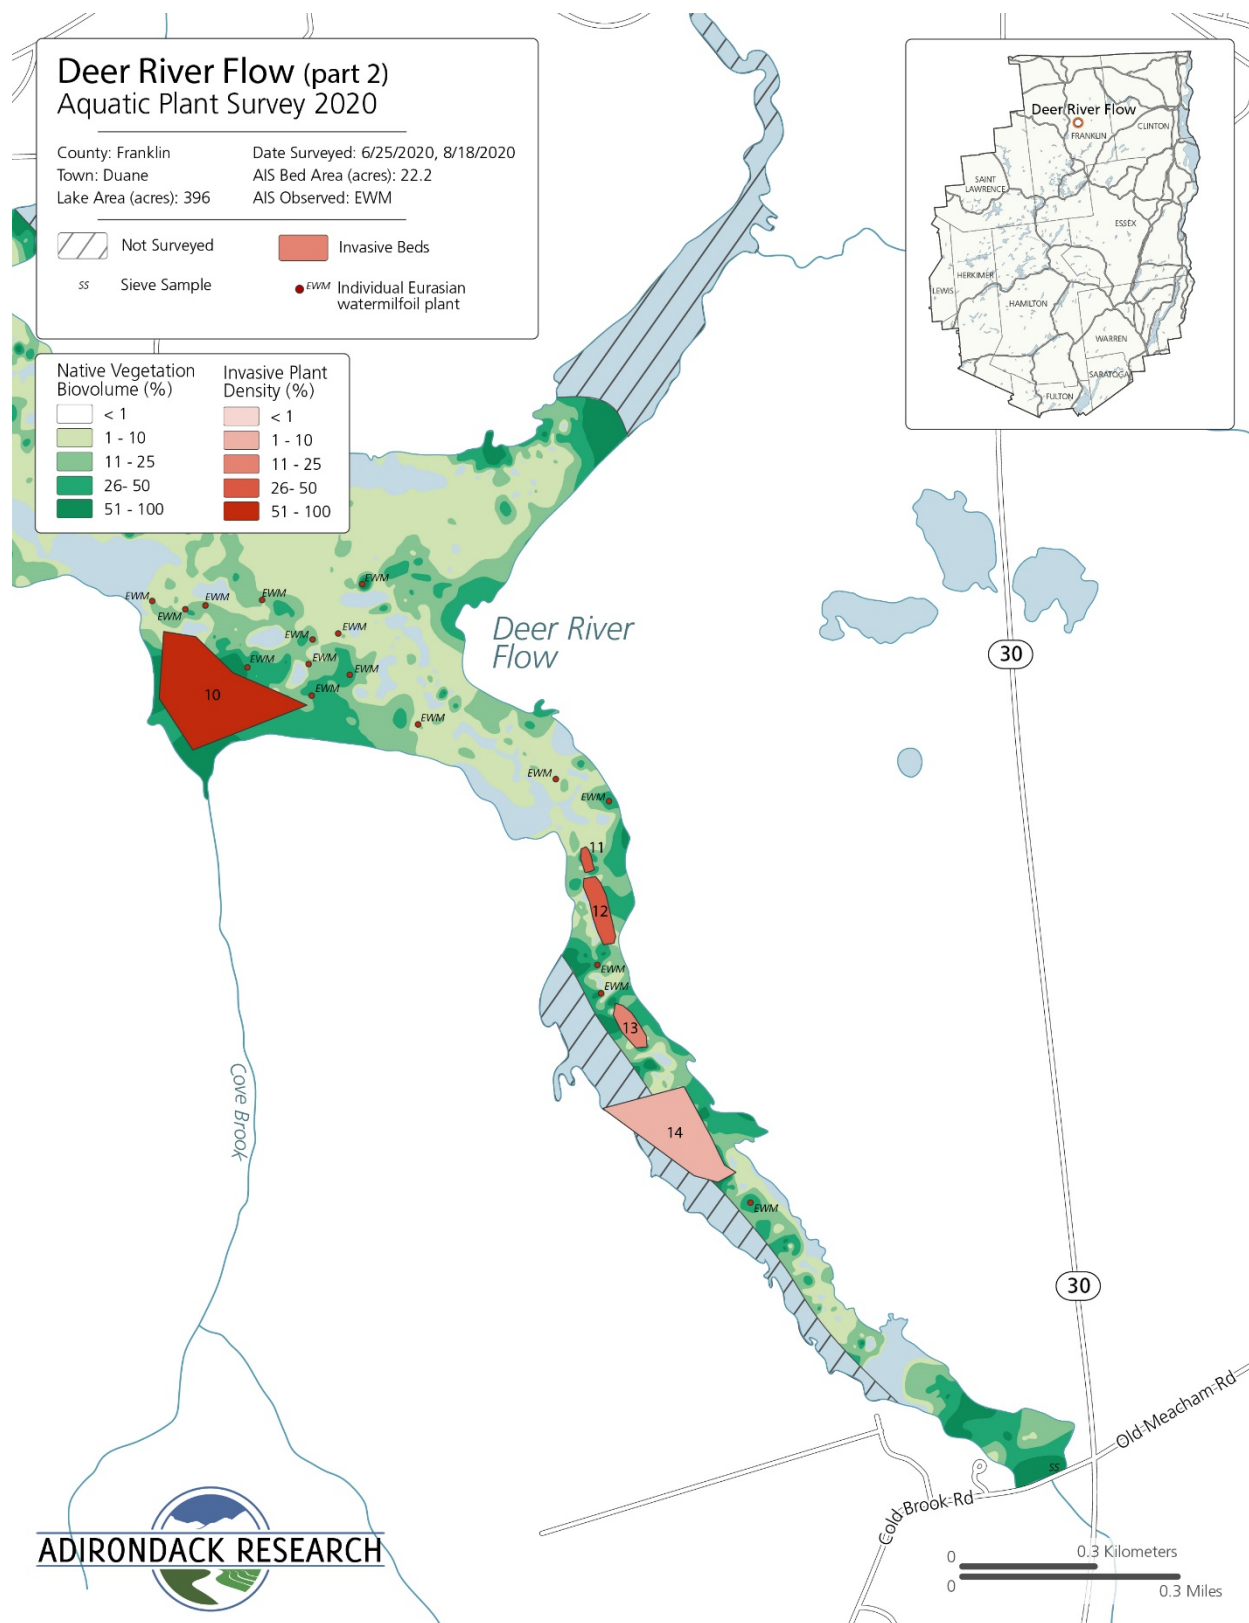 Deer River Flow (part 2)
Aquatic Plant Survey 2020
County: Franklin
Date Surveyed: 6/25/2020, 8/18/2020
Town: Duane
AIS Bed Area (acres): 22.2
Lake Area (acres): 396
AIS Observed: EWM
Not Surveyed
Invasive Beds
ss
Sieve Sample
EWM
Individual Eurasian
watermilfoil plant
Native Vegetation
Biovolume (%)
< 1
1 - 10
11 - 25
26- 50
51 - 100
Invasive Plant
Density (%)
< 1
1 - 10
11 - 25
26- 50
51 - 100
Deer River Flow
FRANKLIN
CLINTON
SAINT
LAWRENCE
ESSEX
HERKIMER
LEWIS
HAMILTON
WARREN
SARATOGA
FULTON
EWM
EWM
EWM
EWM
EWM
EWM
EWM
EWM
EWM
EWM
EWM
EWM
Deer River
Flow
30
10
EWM
EWM
11
12
EWM
EWM
13
14
EWM
Cove Brook
30
Old Meacham Rd
ss
Cold Brook Rd
ADIRONDACK RESEARCH
0
0.3 Kilometers
0
0.3 Miles